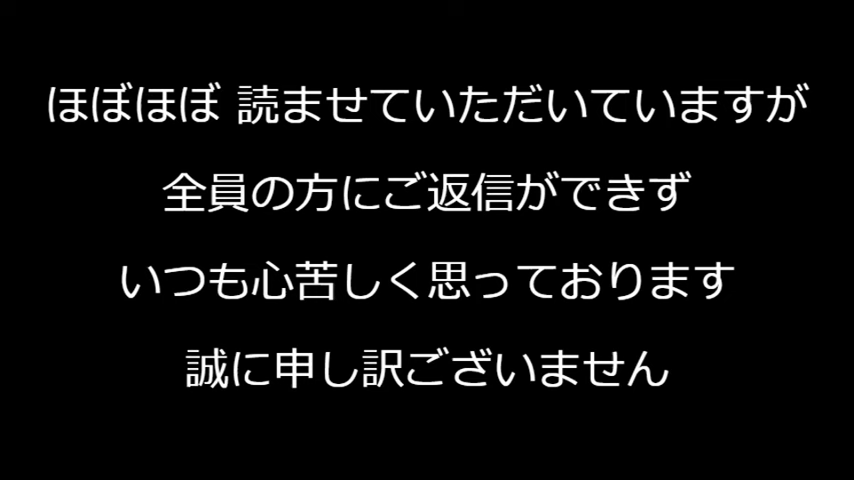 ほぼほぼ 読ませていただいていますが
全員の方にご返信ができず
いつも心苦しく思っております
誠に申し訳ございません